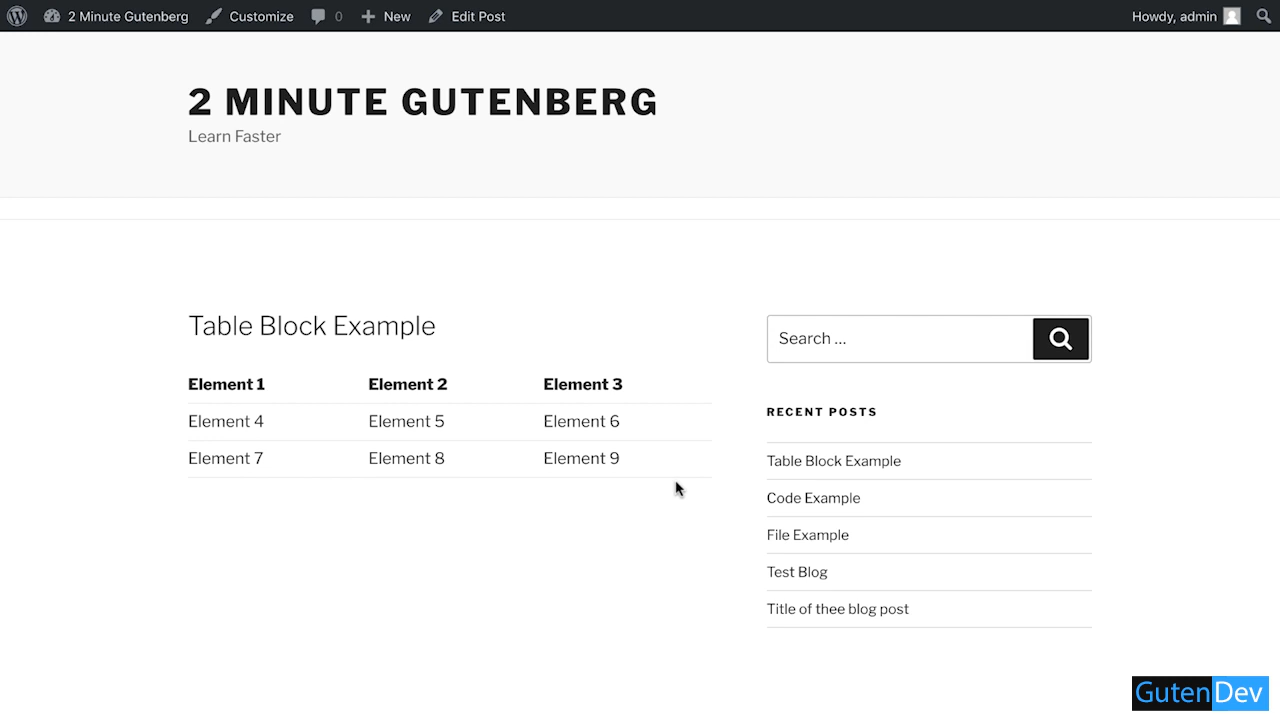 2 Minute Gutenberg Customize 0 New Edit Post Howdy, admin
2 MINUTE GUTENBERG
Learn Faster
Table Block Example
Element 1 Element 2 Element 3
Element 4 Element 5 Element 6
Element 7 Element 8 Element 9
Search ...
RECENT POSTS
Table Block Example
Code Example
File Example
Test Blog
Title of thee blog post
GutenDev